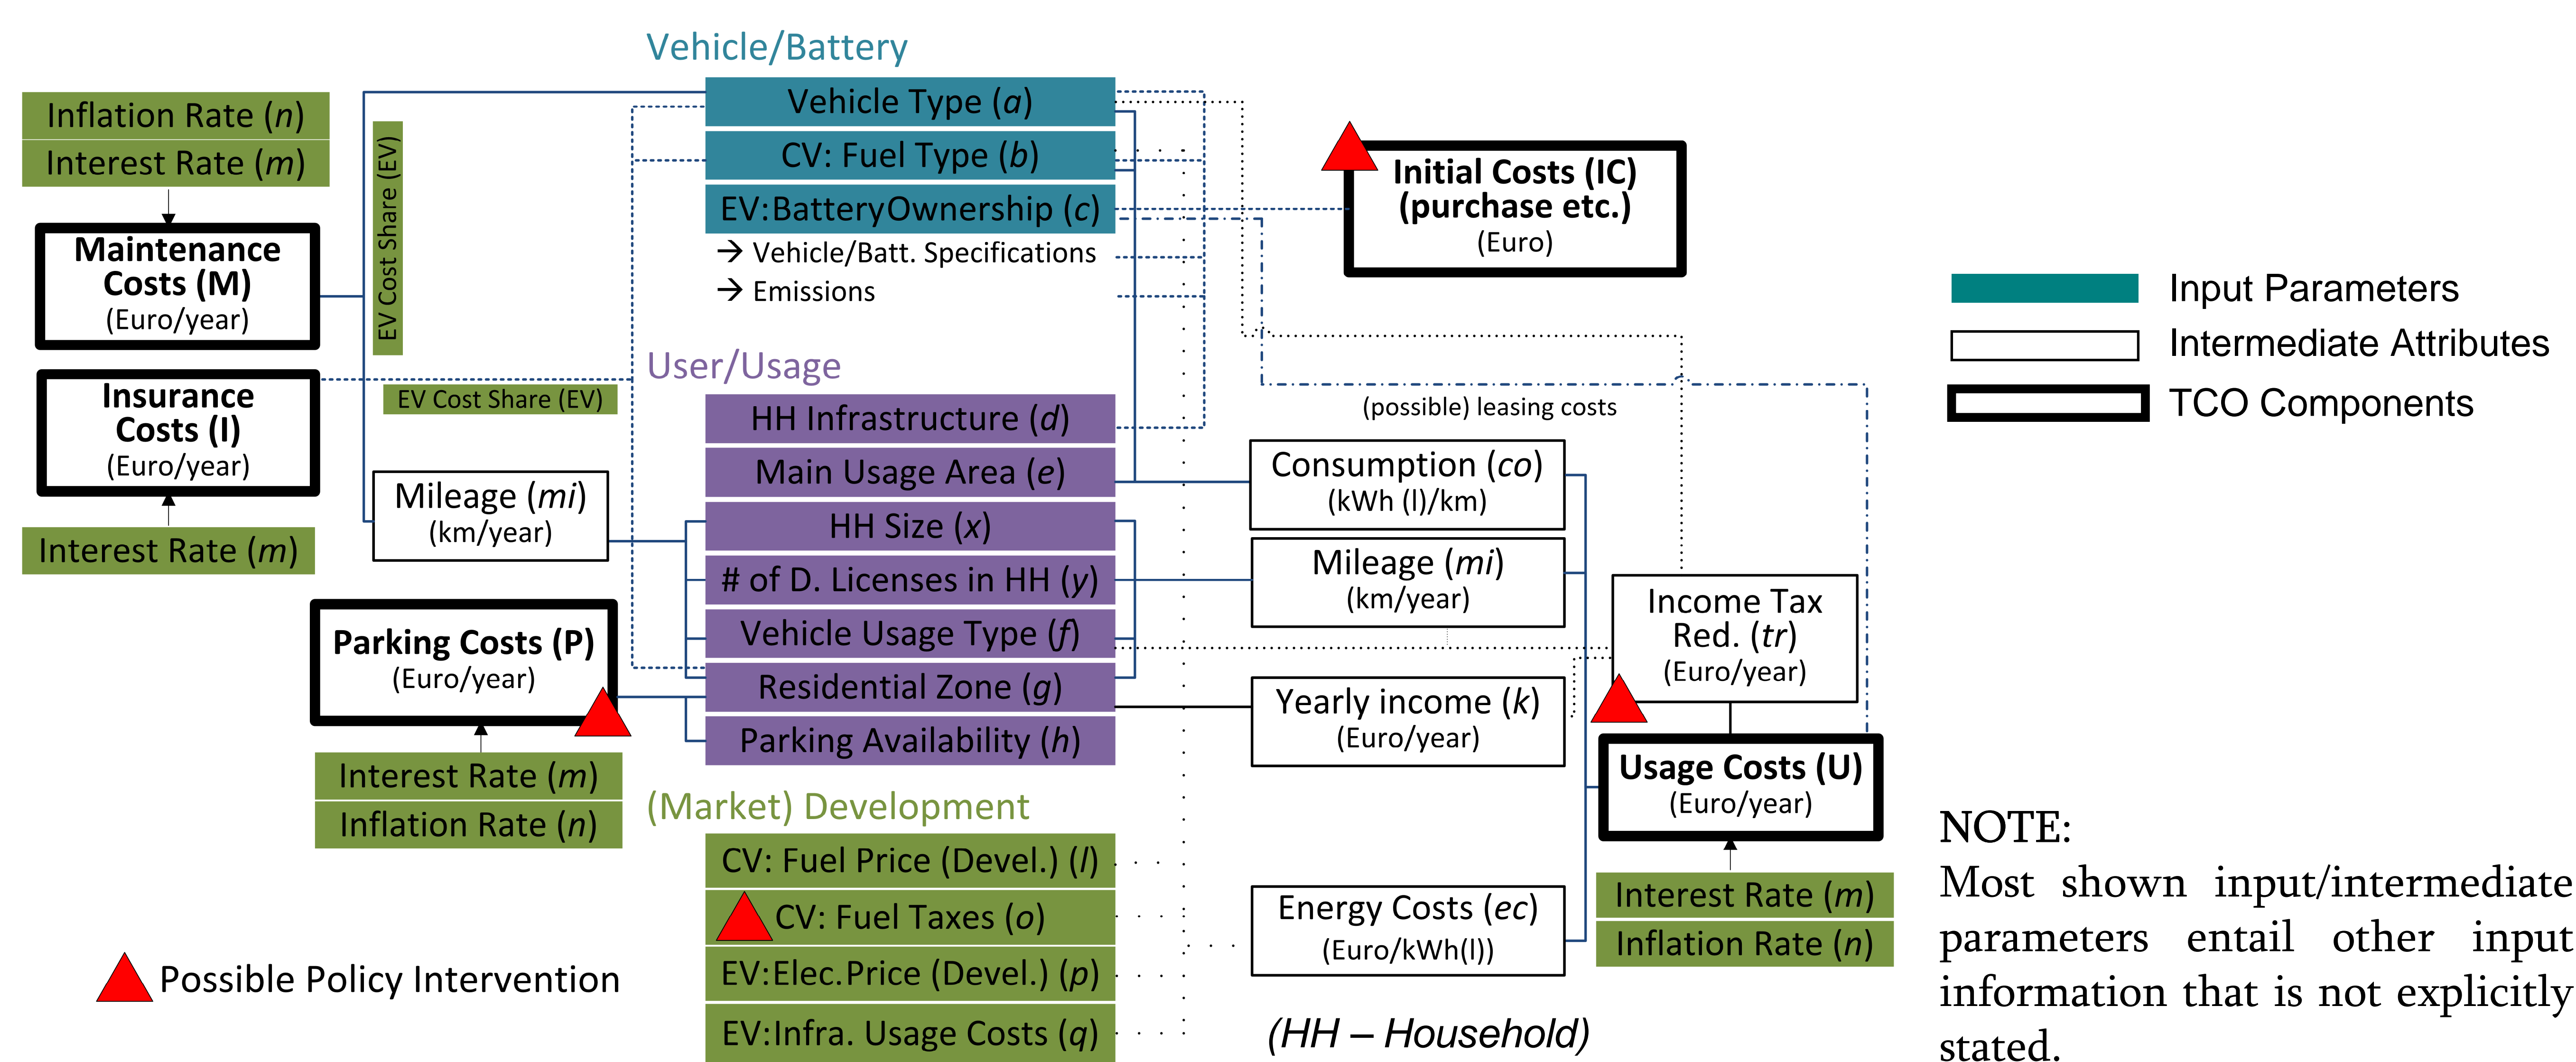 Vehicle/Battery
Vehicle Type (a)
CV: Fuel Type (b)
EV:BatteryOwnership (c)
→ Vehicle/Batt. Specifications
→ Emissions
Inflation Rate (n)
Interest Rate (m)
Maintenance
Costs (M)
(Euro/year)
EV Cost Share (EV)
Insurance
Costs (I)
(Euro/year)
EV Cost Share (EV)
Interest Rate (m)
Mileage (mi)
(km/year)
Parking Costs (P)
(Euro/year)
Interest Rate (m)
Inflation Rate (n)
User/Usage
HH Infrastructure (d)
Main Usage Area (e)
HH Size (x)
# of D. Licenses in HH (y)
Vehicle Usage Type (f)
Residential Zone (g)
Parking Availability (h)
(Market) Development
CV: Fuel Price (Devel.) (l)
CV: Fuel Taxes (o)
EV:Elec.Price (Devel.) (p)
EV:Infra. Usage Costs (q)
Initial Costs (IC)
(purchase etc.)
(Euro)
(possible) leasing costs
Consumption (co)
(kWh (l)/km)
Mileage (mi)
(km/year)
Yearly income (k)
(Euro/year)
Energy Costs (ec)
(Euro/kWh(l))
Income Tax
Red. (tr)
(Euro/year)
Usage Costs (U)
(Euro/year)
Interest Rate (m)
Inflation Rate (n)
(HH – Household)
Possible Policy Intervention
Input Parameters
Intermediate Attributes
TCO Components
NOTE:
Most shown input/intermediate
parameters entail other input
information that is not explicitly
stated.